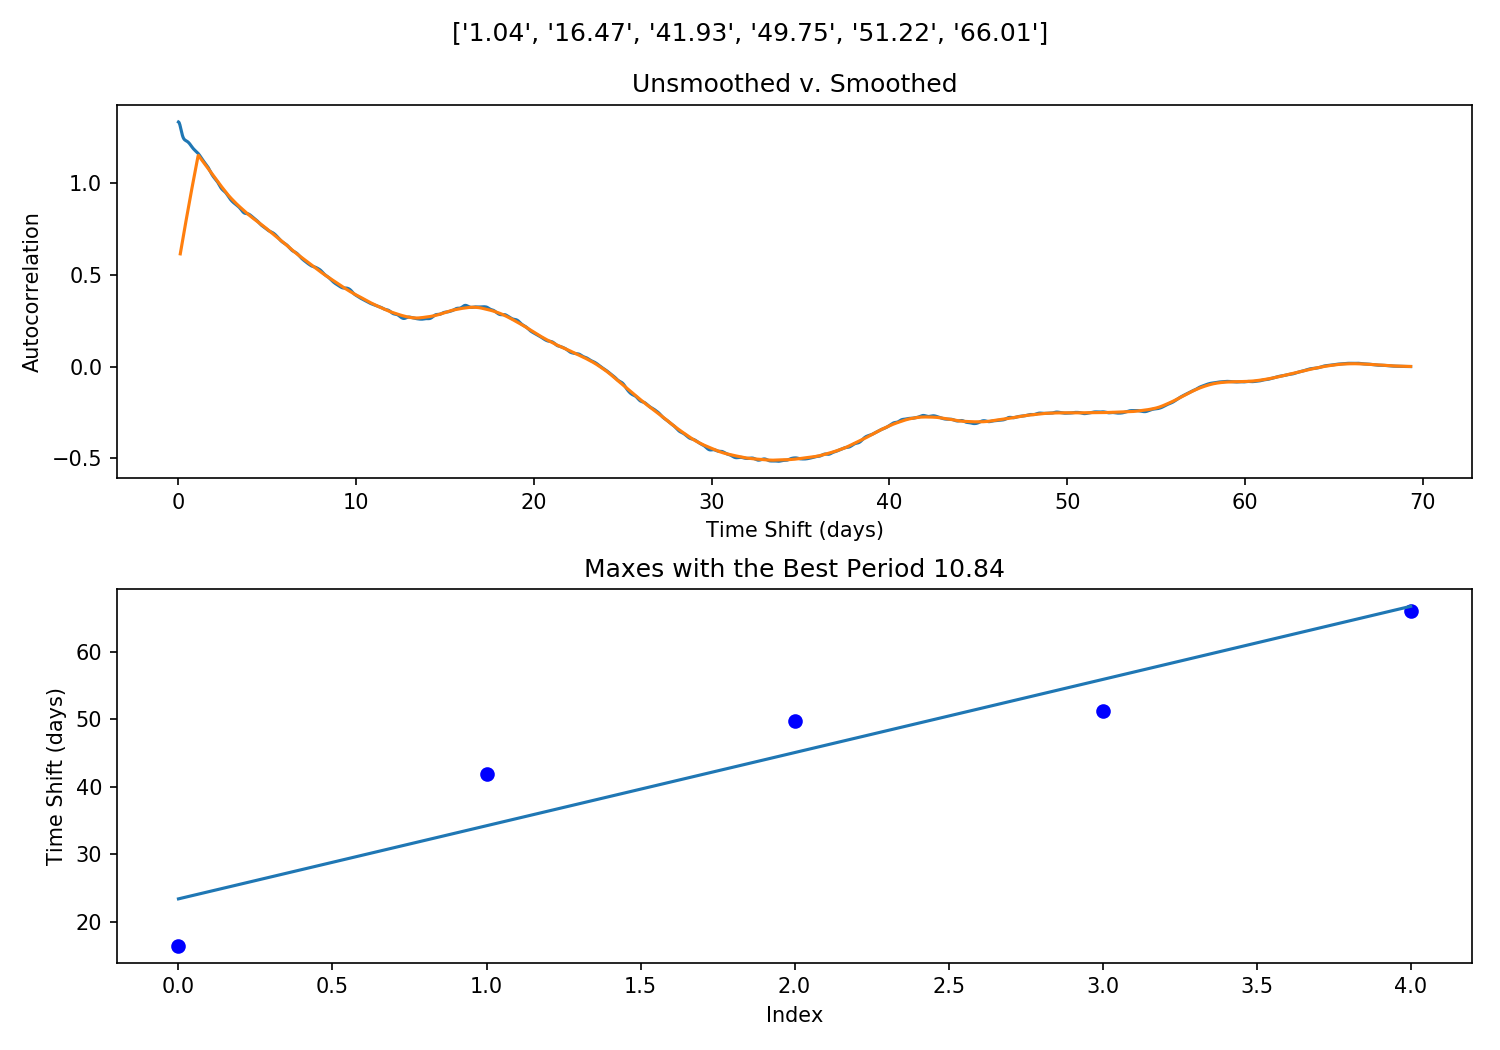 ['1.04', '16.47', '41.93', '49.75', '51.22', '66.01']
Unsmoothed v. Smoothed
Autocorrelation
1.0
0.5
0.0
−0.5
0 10 20 30 40 50 60 70
Time Shift (days)
Maxes with the Best Period 10.84
Time Shift (days)
60
50
40
30
20
0.0 0.5 1.0 1.5 2.0 2.5 3.0 3.5 4.0
Index